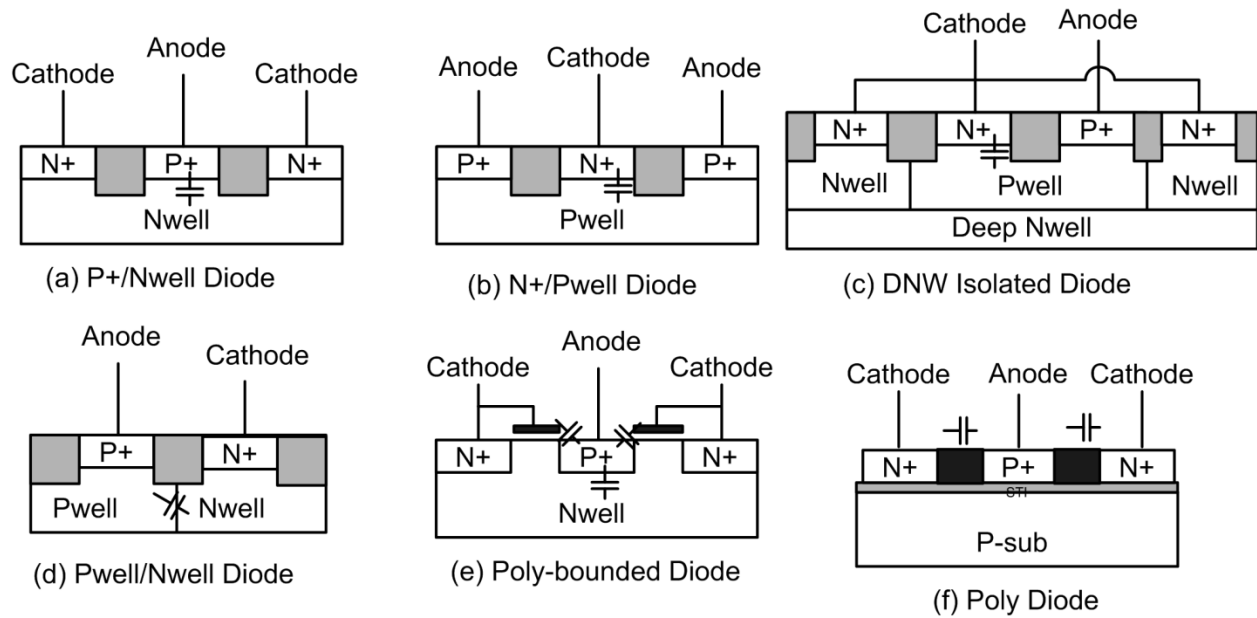 Cathode Anode Cathode
N+ P+ N+
Nwell
(a) P+/Nwell Diode
Anode Cathode Anode
P+ N+ P+
Pwell
(b) N+/Pwell Diode
Cathode Anode
N+ N+ P+ N+
Nwell Pwell Nwell
Deep Nwell
(c) DNW Isolated Diode
Anode Cathode
P+ N+
Pwell Nwell
(d) Pwell/Nwell Diode
Cathode Anode Cathode
N+ P+ N+
Nwell
(e) Poly-bounded Diode
Cathode Anode Cathode
N+ P+ N+
STI
P-sub
(f) Poly Diode